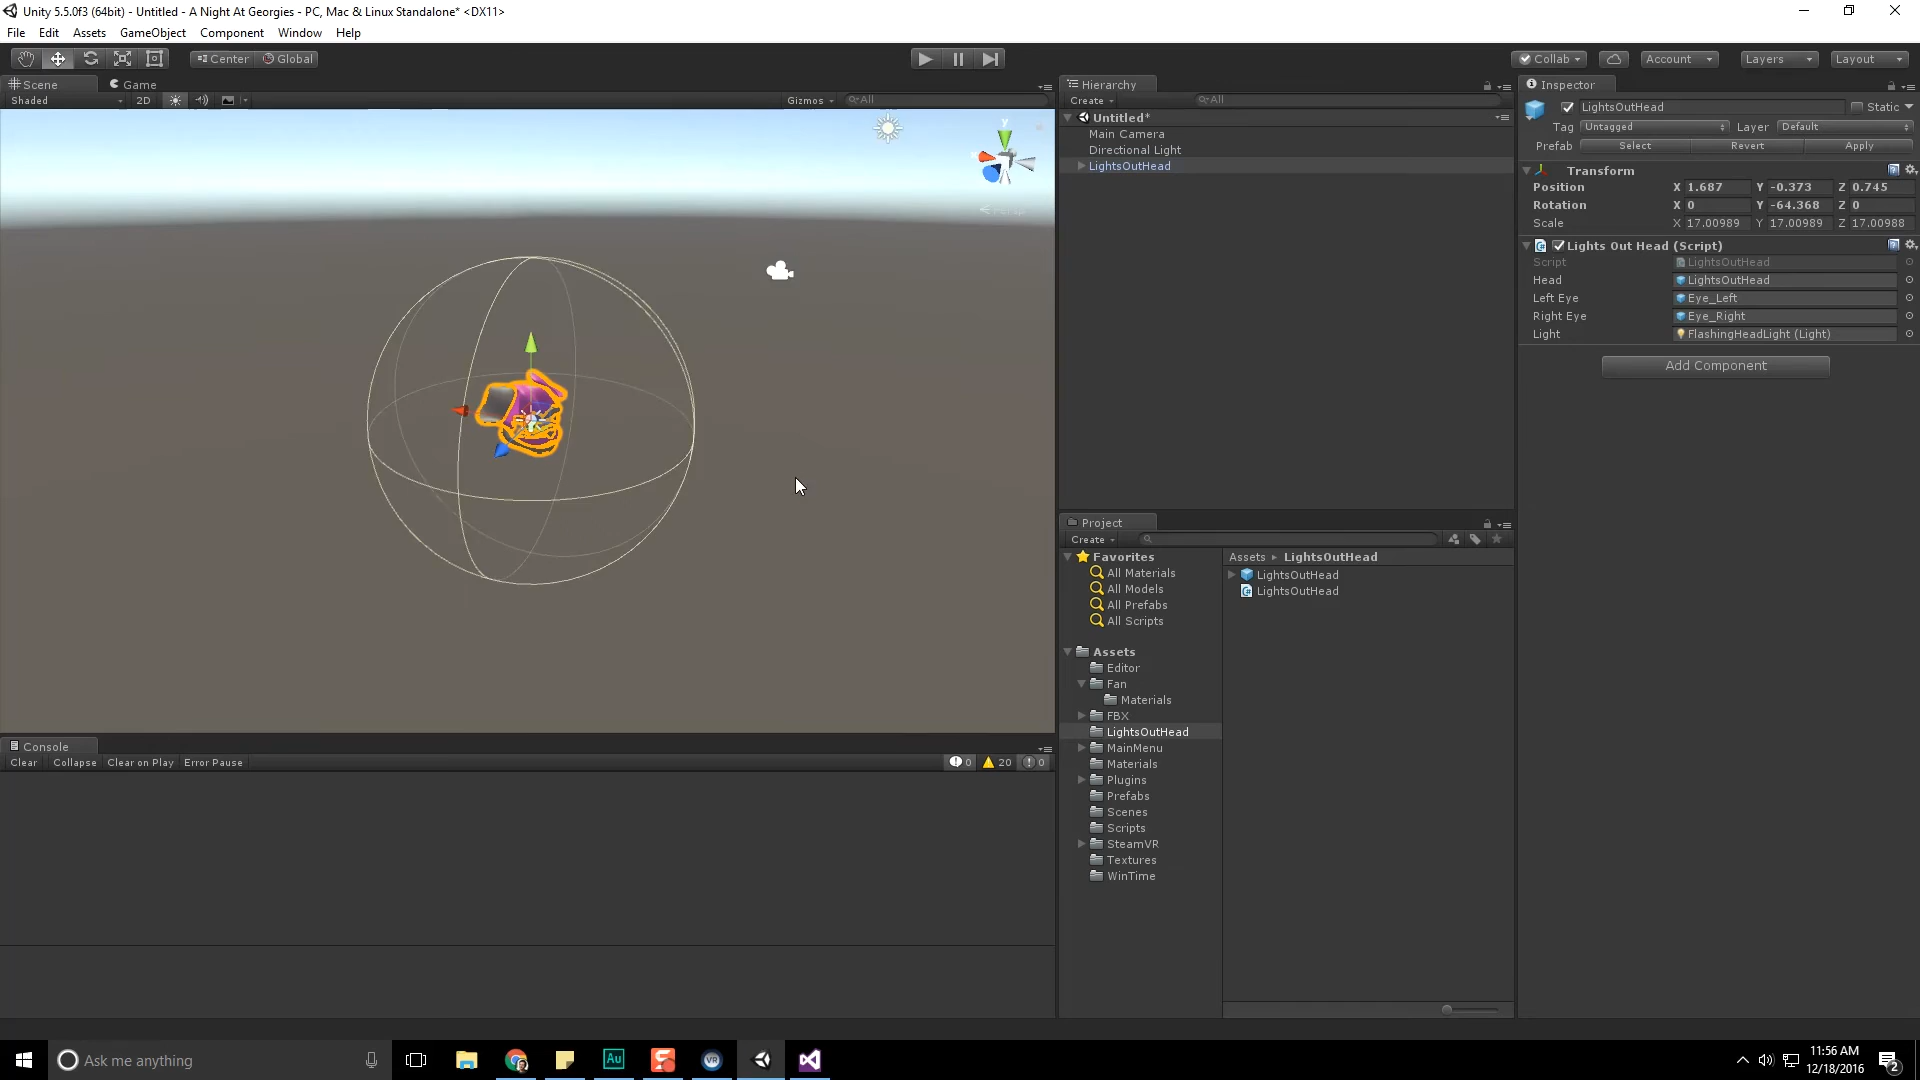 Unity 5.5.0f3 (64bit) - Untitled - A Night At Georgies - PC, Mac & Linux Standalone* <DX11>
File Edit Assets GameObject Component Window Help
Center Global
Collab Account Layers Layout
Scene Game
Shaded 2D Gizmos All
y
Hierarchy
Create All
Untitled*
Main Camera
Directional Light
LightsOutHead
Inspector
LightsOutHead Static
Tag Untagged Layer Default
Prefab Select Revert Apply
Transform
Position X 1.687 Y -0.373 Z 0.745
Rotation X 0 Y -64.368 Z 0
Scale X 17.00989 Y 17.00989 Z 17.00988
Lights Out Head (Script)
Script LightsOutHead
Head LightsOutHead
Left Eye Eye_Left
Right Eye Eye_Right
Light FlashingHeadLight (Light)
Add Component
Project
Create
Favorites
All Materials
All Models
All Prefabs
All Scripts
Assets
Editor
Fan
Materials
FBX
LightsOutHead
MainMenu
Materials
Plugins
Prefabs
Scenes
Scripts
SteamVR
Textures
WinTime
Assets LightsOutHead
LightsOutHead
LightsOutHead
Console
Clear Collapse Clear on Play Error Pause 0 20 0
Ask me anything
Au
VR
11:56 AM
12/18/2016
2